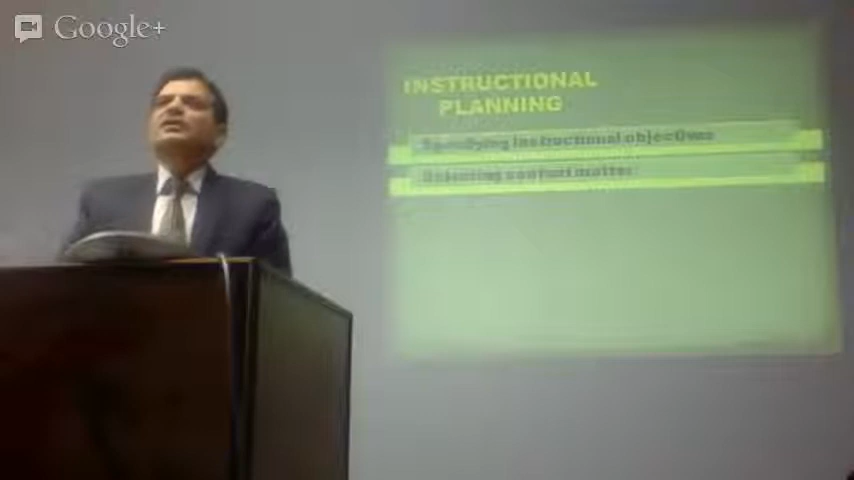 Google+
INSTRUCTIONAL
PLANNING
Specifying instructional objectives
Selecting content matter